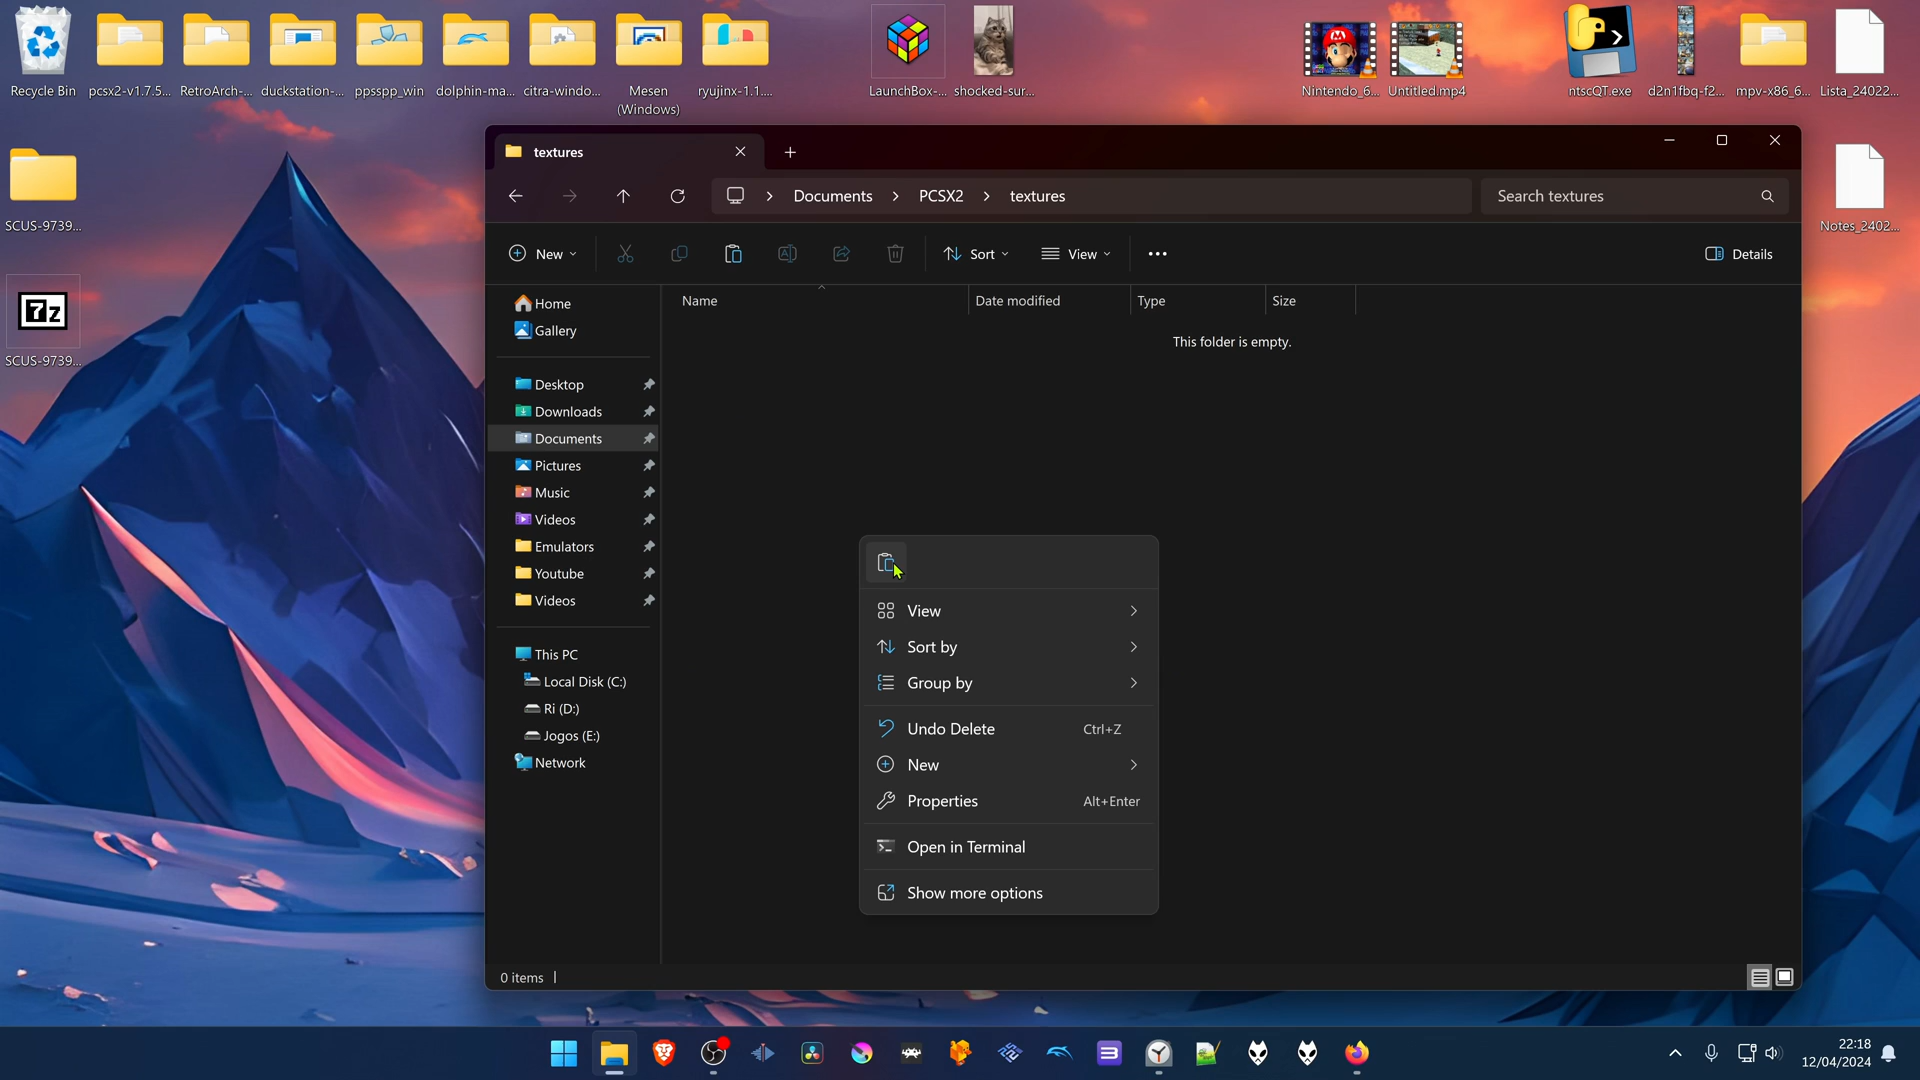 Recycle Bin
pcsx2-v1.7.5...
RetroArch-...
duckstation-...
ppsspp_win
dolphin-ma...
citra-windo...
Mesen
(Windows)
ryujinx-1.1....
LaunchBox-...
shocked-sur...
Nintendo_6...
Untitled.mp4
ntscQT.exe
d2n1fbq-f2...
mpv-x86_6...
Lista_24022...
SCUS-9739...
7z
SCUS-9739...
Notes_2402...
textures
Documents
PCSX2
textures
Search textures
New
Sort
View
Details
Name
Date modified
Type
Size
This folder is empty.
Home
Gallery
Desktop
Downloads
Documents
Pictures
Music
Videos
Emulators
Youtube
Videos
This PC
Local Disk (C:)
Ri (D:)
Jogos (E:)
Network
View
Sort by
Group by
Undo Delete Ctrl+Z
New
Properties Alt+Enter
Open in Terminal
Show more options
0 items
22:18
12/04/2024